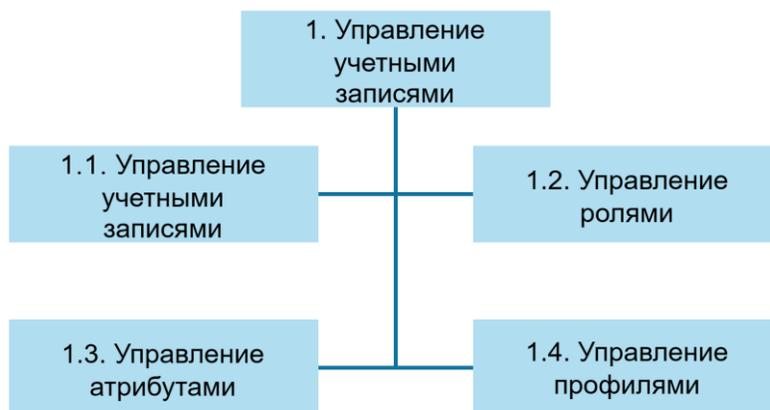 1. Управление
учетными
записями
1.1. Управление
учетными
записями
1.2. Управление
ролями
1.3. Управление
атрибутами
1.4. Управление
профилями